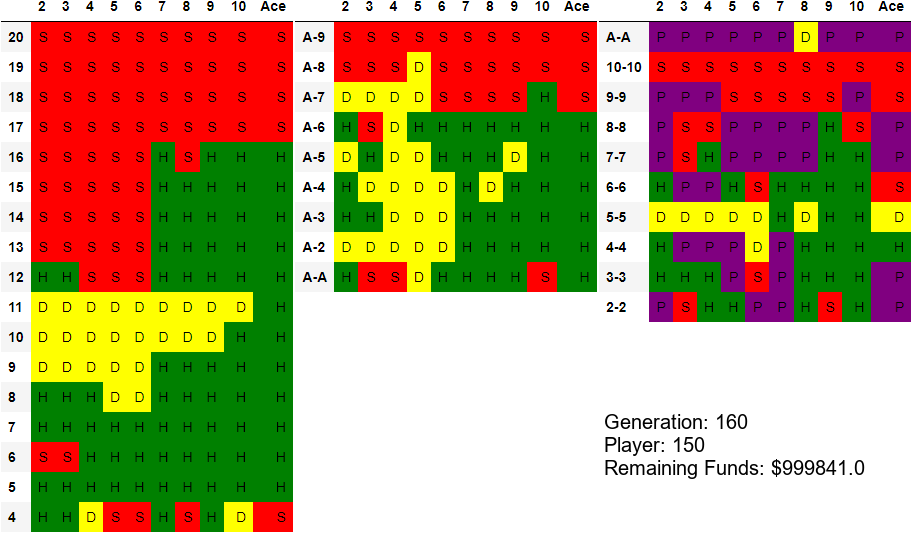 2 3 4 5 6 7 8 9 10 Ace
20 S S S S S S S S S S
19 S S S S S S S S S S
18 S S S S S S S S S S
17 S S S S S S S S S S
16 S S S S S H S H H H
15 S S S S S H H H H H
14 S S S S S H H H H H
13 S S S S S H H H H H
12 H H S S S H H H H H
11 D D D D D D D D D H
10 D D D D D D D D H H
9 D D D D D H H H H H
8 H H H D D H H H H H
7 H H H H H H H H H H
6 S S H H H H H H H H
5 H H H H H H H H H H
4 H H D S S H S H D S
2 3 4 5 6 7 8 9 10 Ace
A-9 S S S S S S S S S S
A-8 S S S D S S S S S S
A-7 D D D D S S S S H S
A-6 H S D H H H H H H H
A-5 D H D D H H H D H H
A-4 H D D D D H D H H H
A-3 H H D D D H H H H H
A-2 D D D D D H H H H H
A-A H S S D H H H H S H
2 3 4 5 6 7 8 9 10 Ace
A-A P P P P P P D P P P
10-10 S S S S S S S S S S
9-9 P P P S S S S S P S
8-8 P S S P P P P H S P
7-7 P S H P P P P H H P
6-6 H P P H S H H H H S
5-5 D D D D D H D H H D
4-4 H P P P D P H H H H
3-3 H H H P S P H H H P
2-2 P S H H P P H S H P
Generation: 160
Player: 150
Remaining Funds: $999841.0